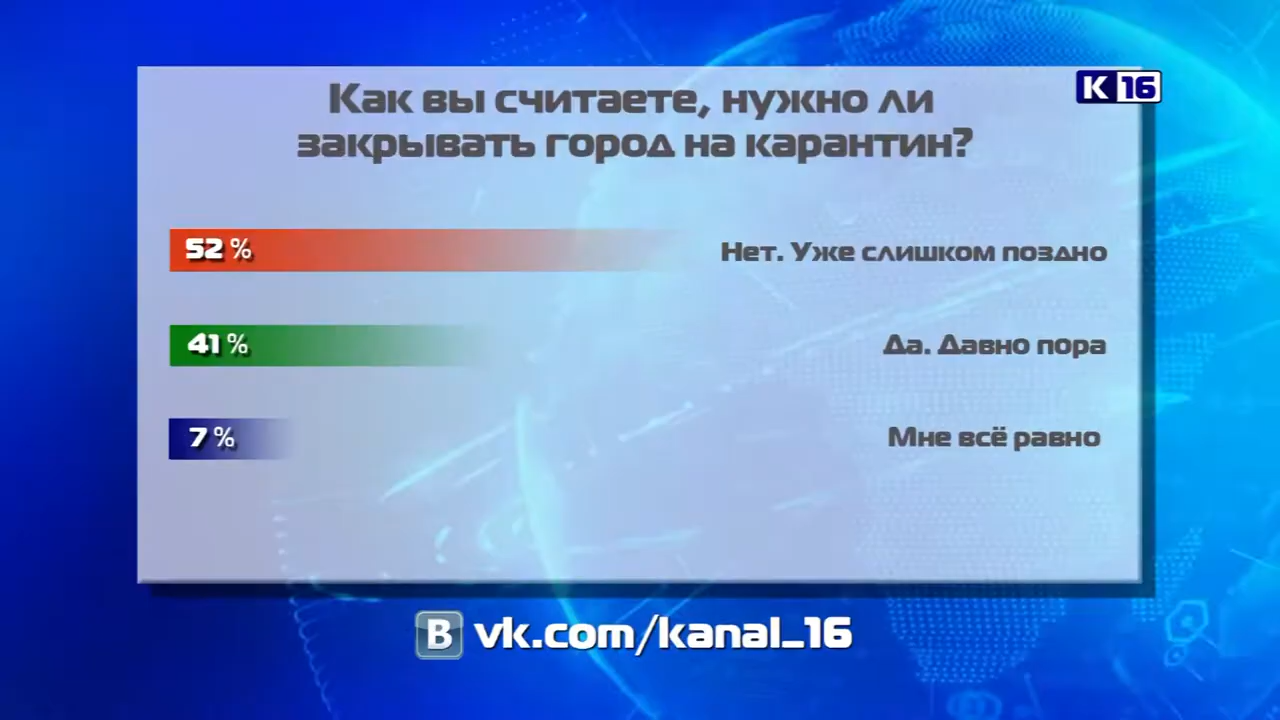 Как вы считаете, нужно ли
закрывать город на карантин?
К 16
52 %
Нет. Уже слишком поздно
41 %
Да. Давно пора
7 %
Мне всё равно
В vk.com/kanal_16